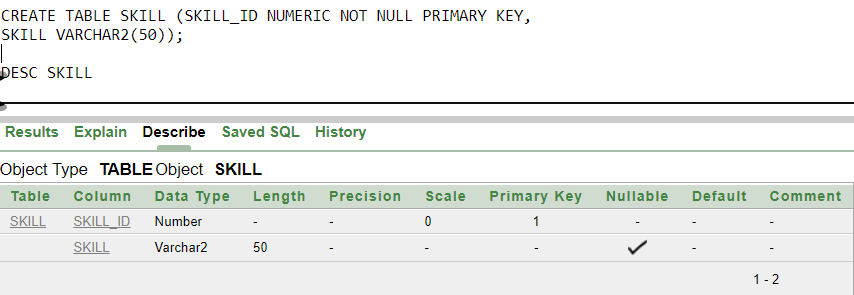 CREATE TABLE SKILL (SKILL_ID NUMERIC NOT NULL PRIMARY KEY,
SKILL VARCHAR2(50));
DESC SKILL
Results Explain Describe Saved SQL History
Object Type TABLE Object SKILL
Table Column Data Type Length Precision Scale Primary Key Nullable Default Comment
SKILL SKILL_ID Number - - 0 1 - - -
SKILL Varchar2 50 - - - - -
1 - 2